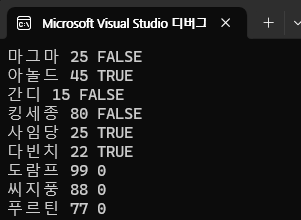 Microsoft Visual Studio 디버그
마그마 25 FALSE
아놀드 45 TRUE
간디 15 FALSE
킹세종 80 FALSE
사임당 25 TRUE
다빈치 22 TRUE
도람프 99 0
씨지풍 88 0
푸르틴 77 0